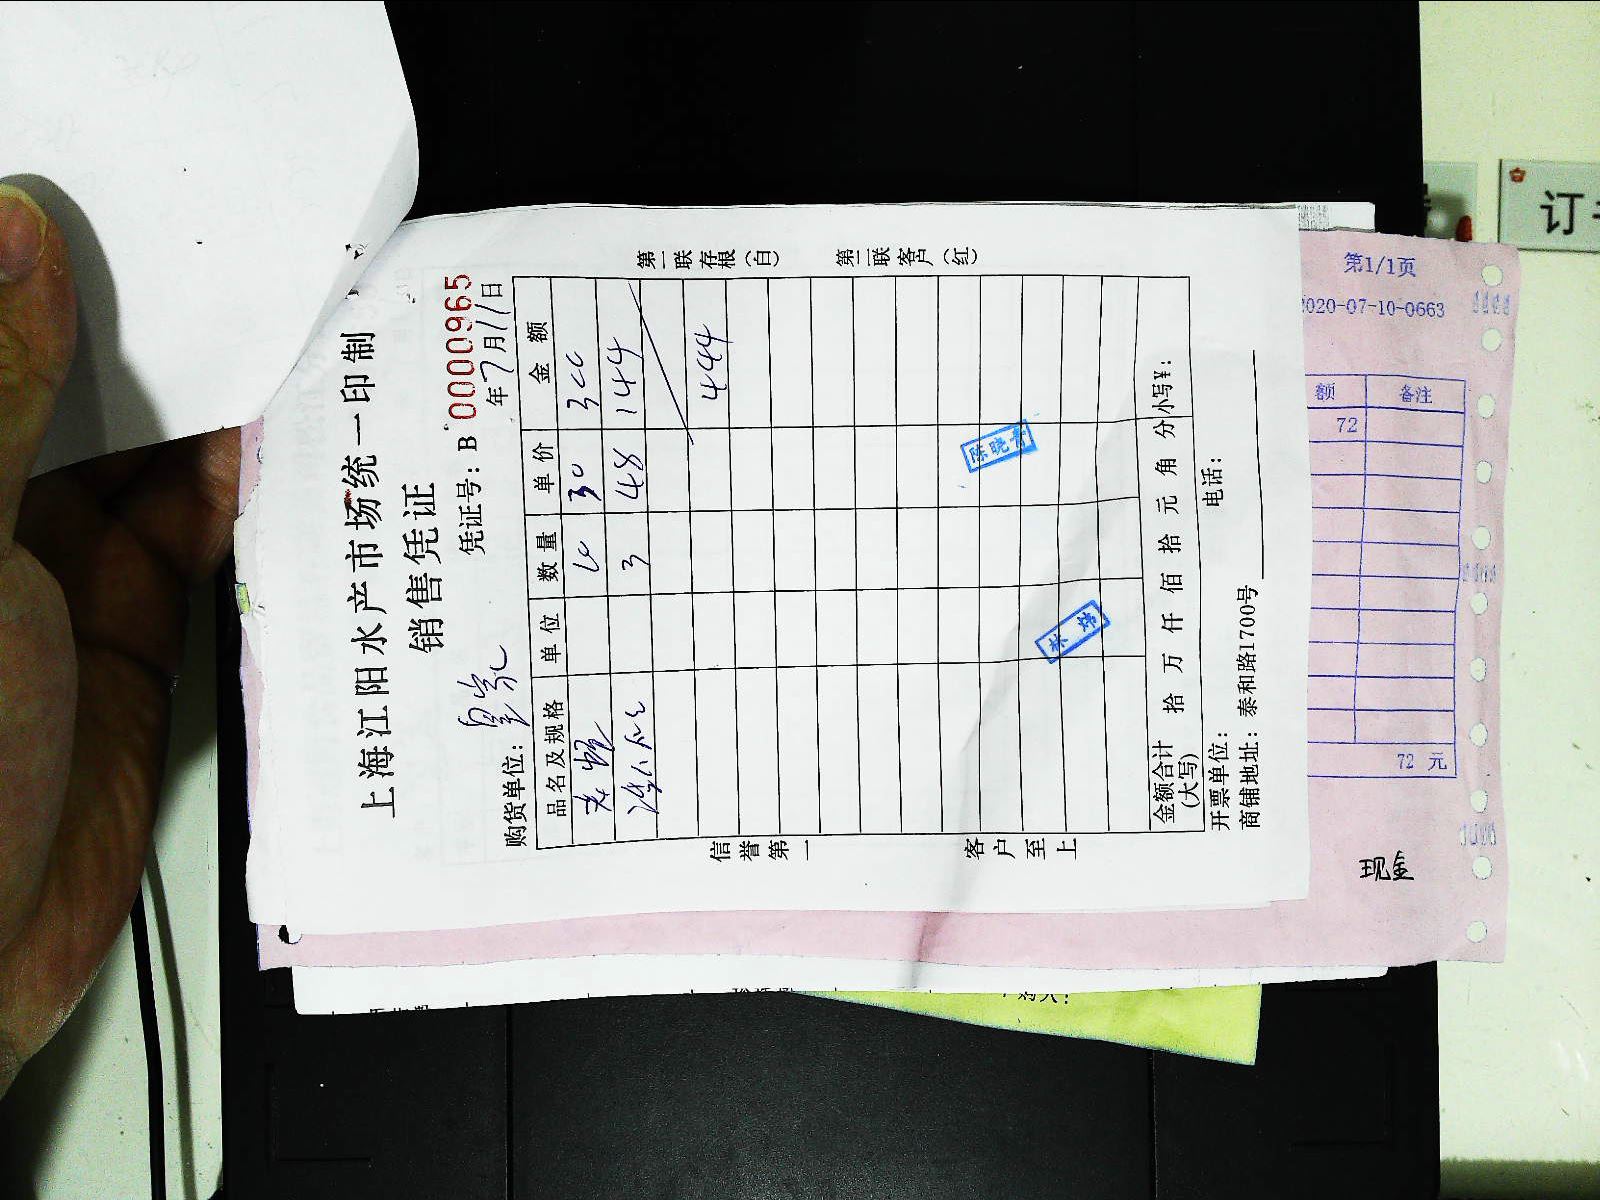 上海江阳水产市场统一印制
销售凭证
凭证号：B 0000965
购货单位：皇家
年7月11日
品名及规格 单位 数量 单价 金额
10 30 300
3 48 144
444
金额合计(大写) 拾 万 仟 佰 拾 元 角 分 小写¥：
开票单位： 电话：
商铺地址：泰和路1700号
第一联存根（白）
第二联客户（红）
信誉第一
客户至上
陈晓青
林炜
第1/1页
2020-07-10-0663
额 备注
72
72 元
现金
订